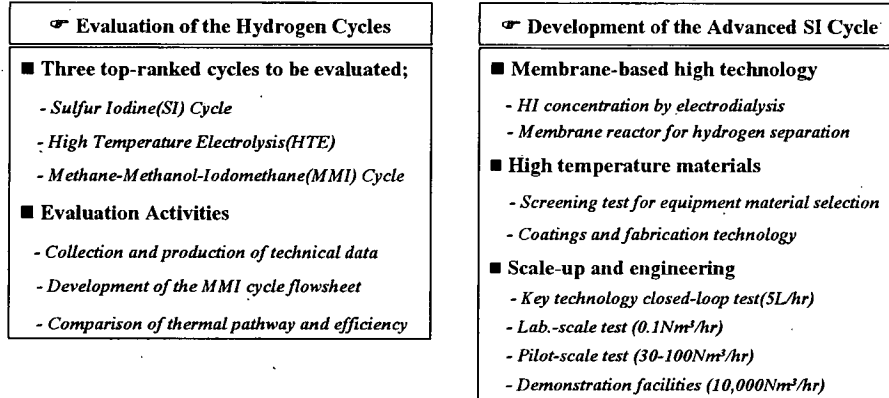 ☞ Evaluation of the Hydrogen Cycles
■ Three top-ranked cycles to be evaluated;
- Sulfur Iodine(SI) Cycle
- High Temperature Electrolysis(HTE)
- Methane-Methanol-Iodomethane(MMI) Cycle
■ Evaluation Activities
- Collection and production of technical data
- Development of the MMI cycle flowsheet
- Comparison of thermal pathway and efficiency
☞ Development of the Advanced SI Cycle
■ Membrane-based high technology
- HI concentration by electrodialysis
- Membrane reactor for hydrogen separation
■ High temperature materials
- Screening test for equipment material selection
- Coatings and fabrication technology
■ Scale-up and engineering
- Key technology closed-loop test(5L/hr)
- Lab.-scale test (0.1Nm³/hr)
- Pilot-scale test (30-100Nm³/hr)
- Demonstration facilities (10,000Nm³/hr)